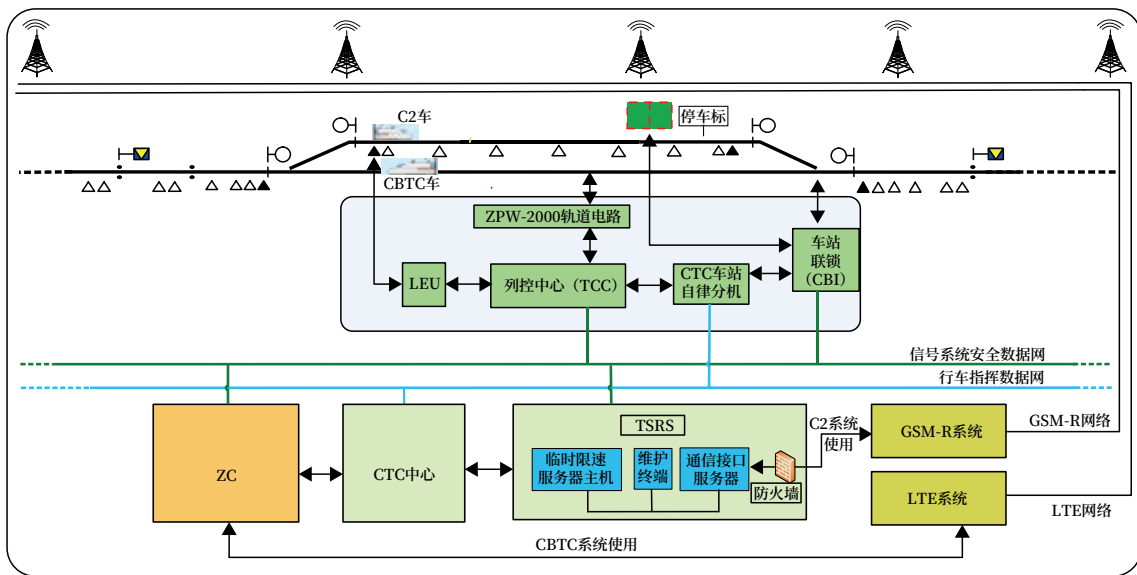 C2车
停车标
CBTC车
ZPW-2000轨道电路
车站
联锁
（CBI）
LEU
列控中心（TCC）
CTC车站
自律分机
信号系统安全数据网
行车指挥数据网
ZC
CTC中心
TSRS
临时限速
服务器主机
维护
终端
通信接口
服务器
防火墙
C2系统
使用
GSM-R系统
GSM-R网络
LTE系统
LTE网络
CBTC系统使用